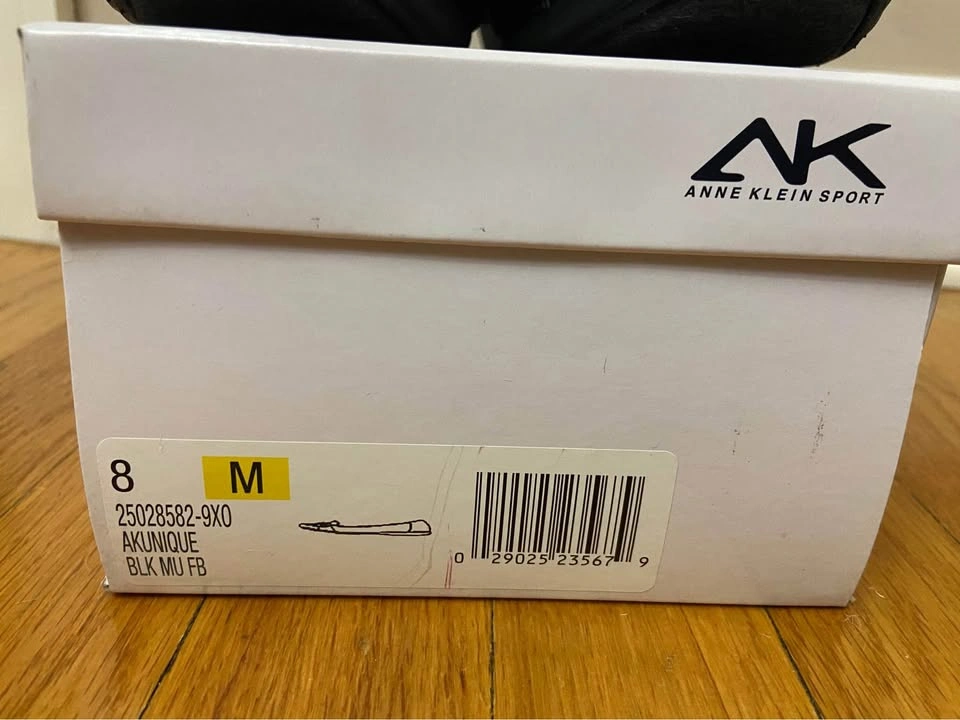 AK
ANNE KLEIN SPORT
8 M
25028582-9X0
AKUNIQUE
BLK MU FB
0 29025 23567 9